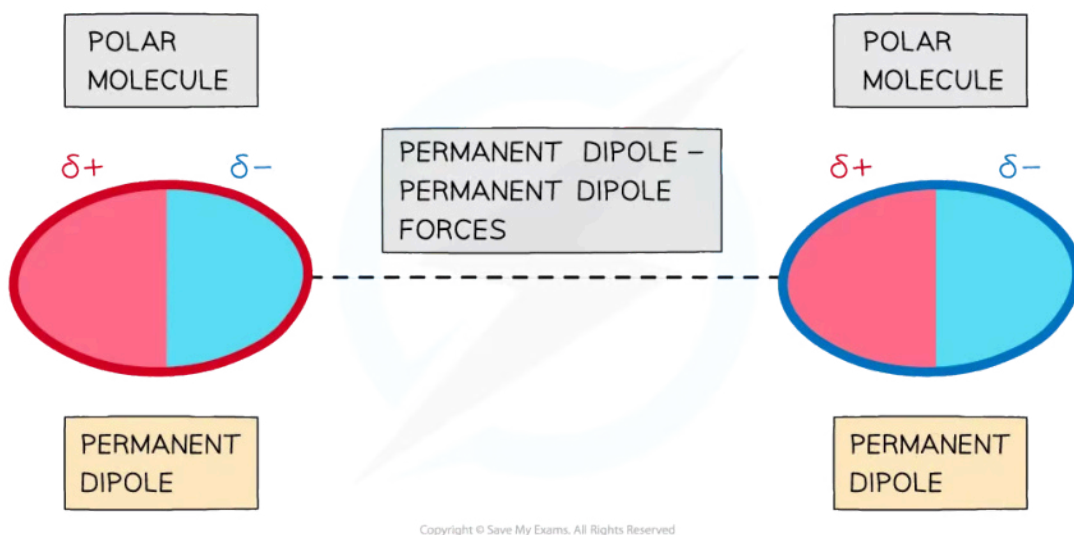 POLAR
MOLECULE
POLAR
MOLECULE
δ+
δ−
PERMANENT DIPOLE –
PERMANENT DIPOLE
FORCES
δ+
δ−
PERMANENT
DIPOLE
PERMANENT
DIPOLE
Copyright © Save My Exams. All Rights Reserved